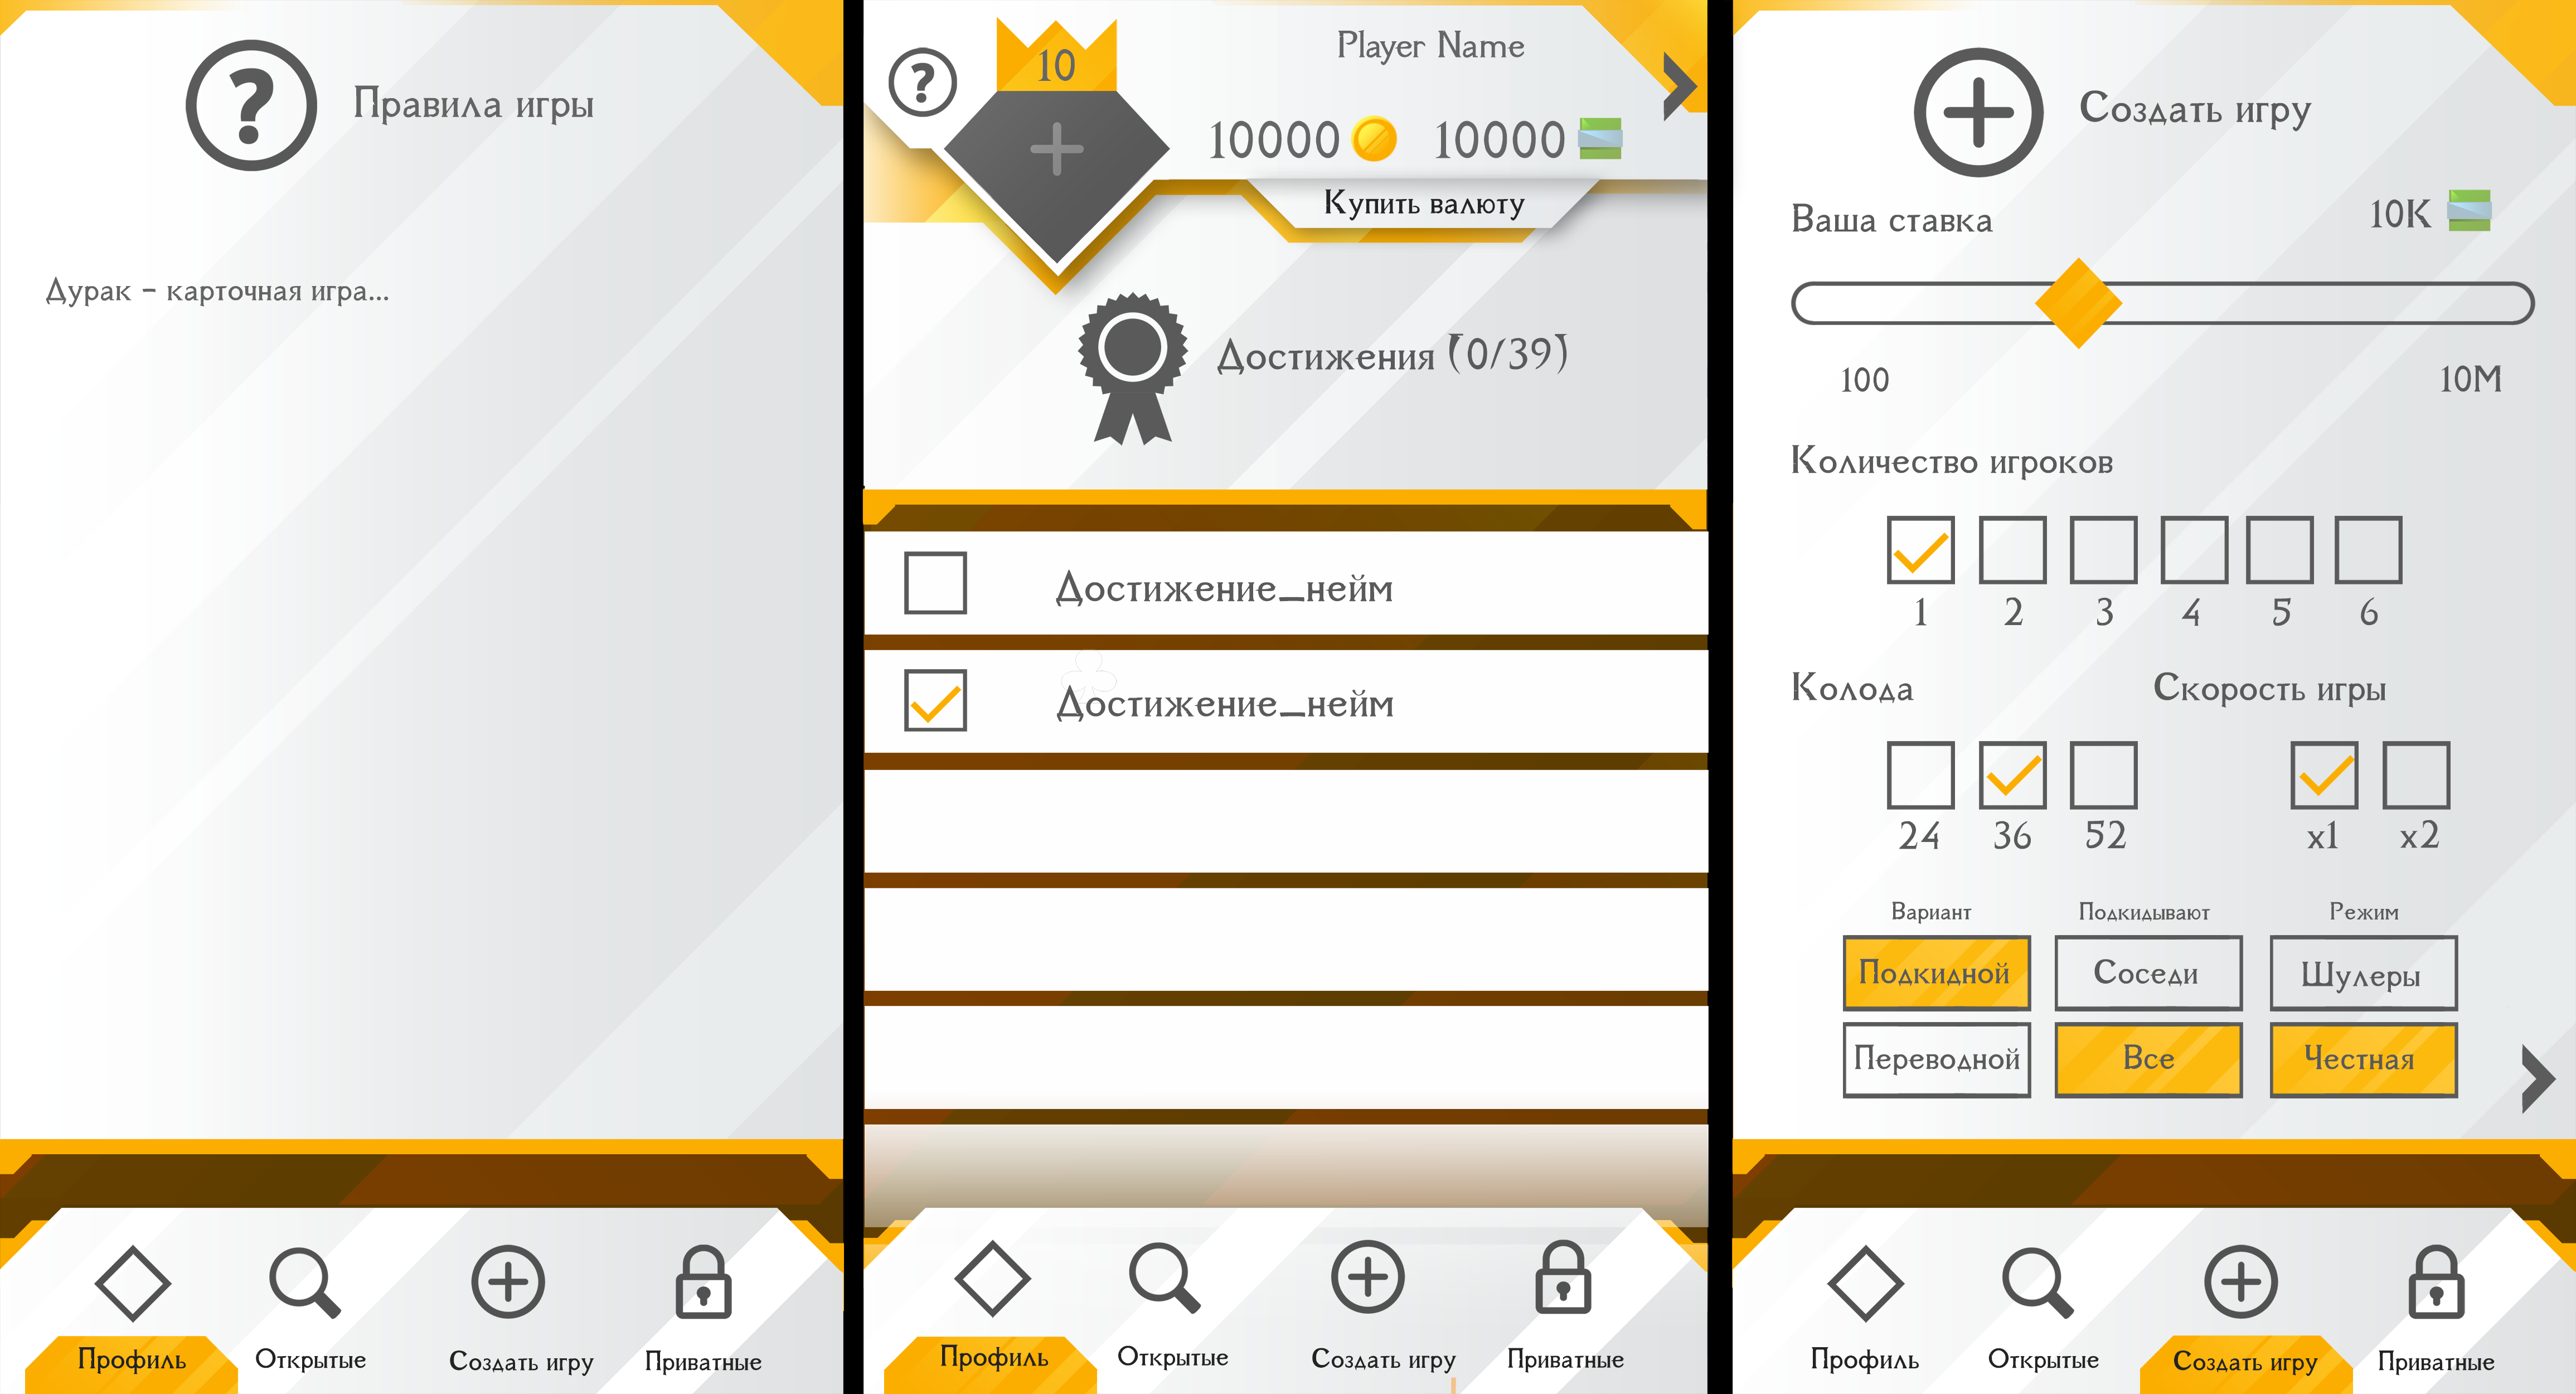 Правила игры
Дурак - карточная игра...
Профиль
Открытые
Создать игру
Приватные
?
10
Player Name
10000 10000
Купить валюту
Достижения (0/39)
Достижение_нейм
Достижение_нейм
Профиль
Открытые
Создать игру
Приватные
Создать игру
Ваша ставка
10К
100
10М
Количество игроков
1 2 3 4 5 6
Колода
Скорость игры
24 36 52
x1 x2
Вариант
Подкидывают
Режим
Подкидной
Соседи
Шулеры
Переводной
Все
Честная
Профиль
Открытые
Создать игру
Приватные